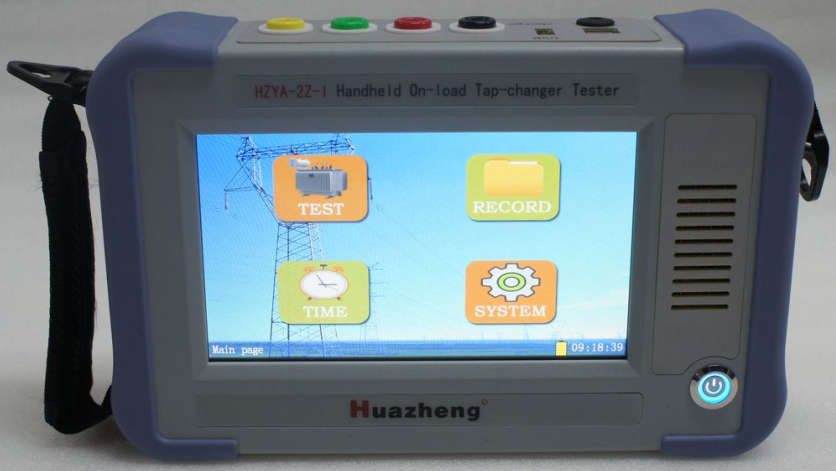 HZYA-2Z-I Handheld On-load Tap-changer Tester
TEST
RECORD
TIME
SYSTEM
Main page
09:18:39
Huazheng